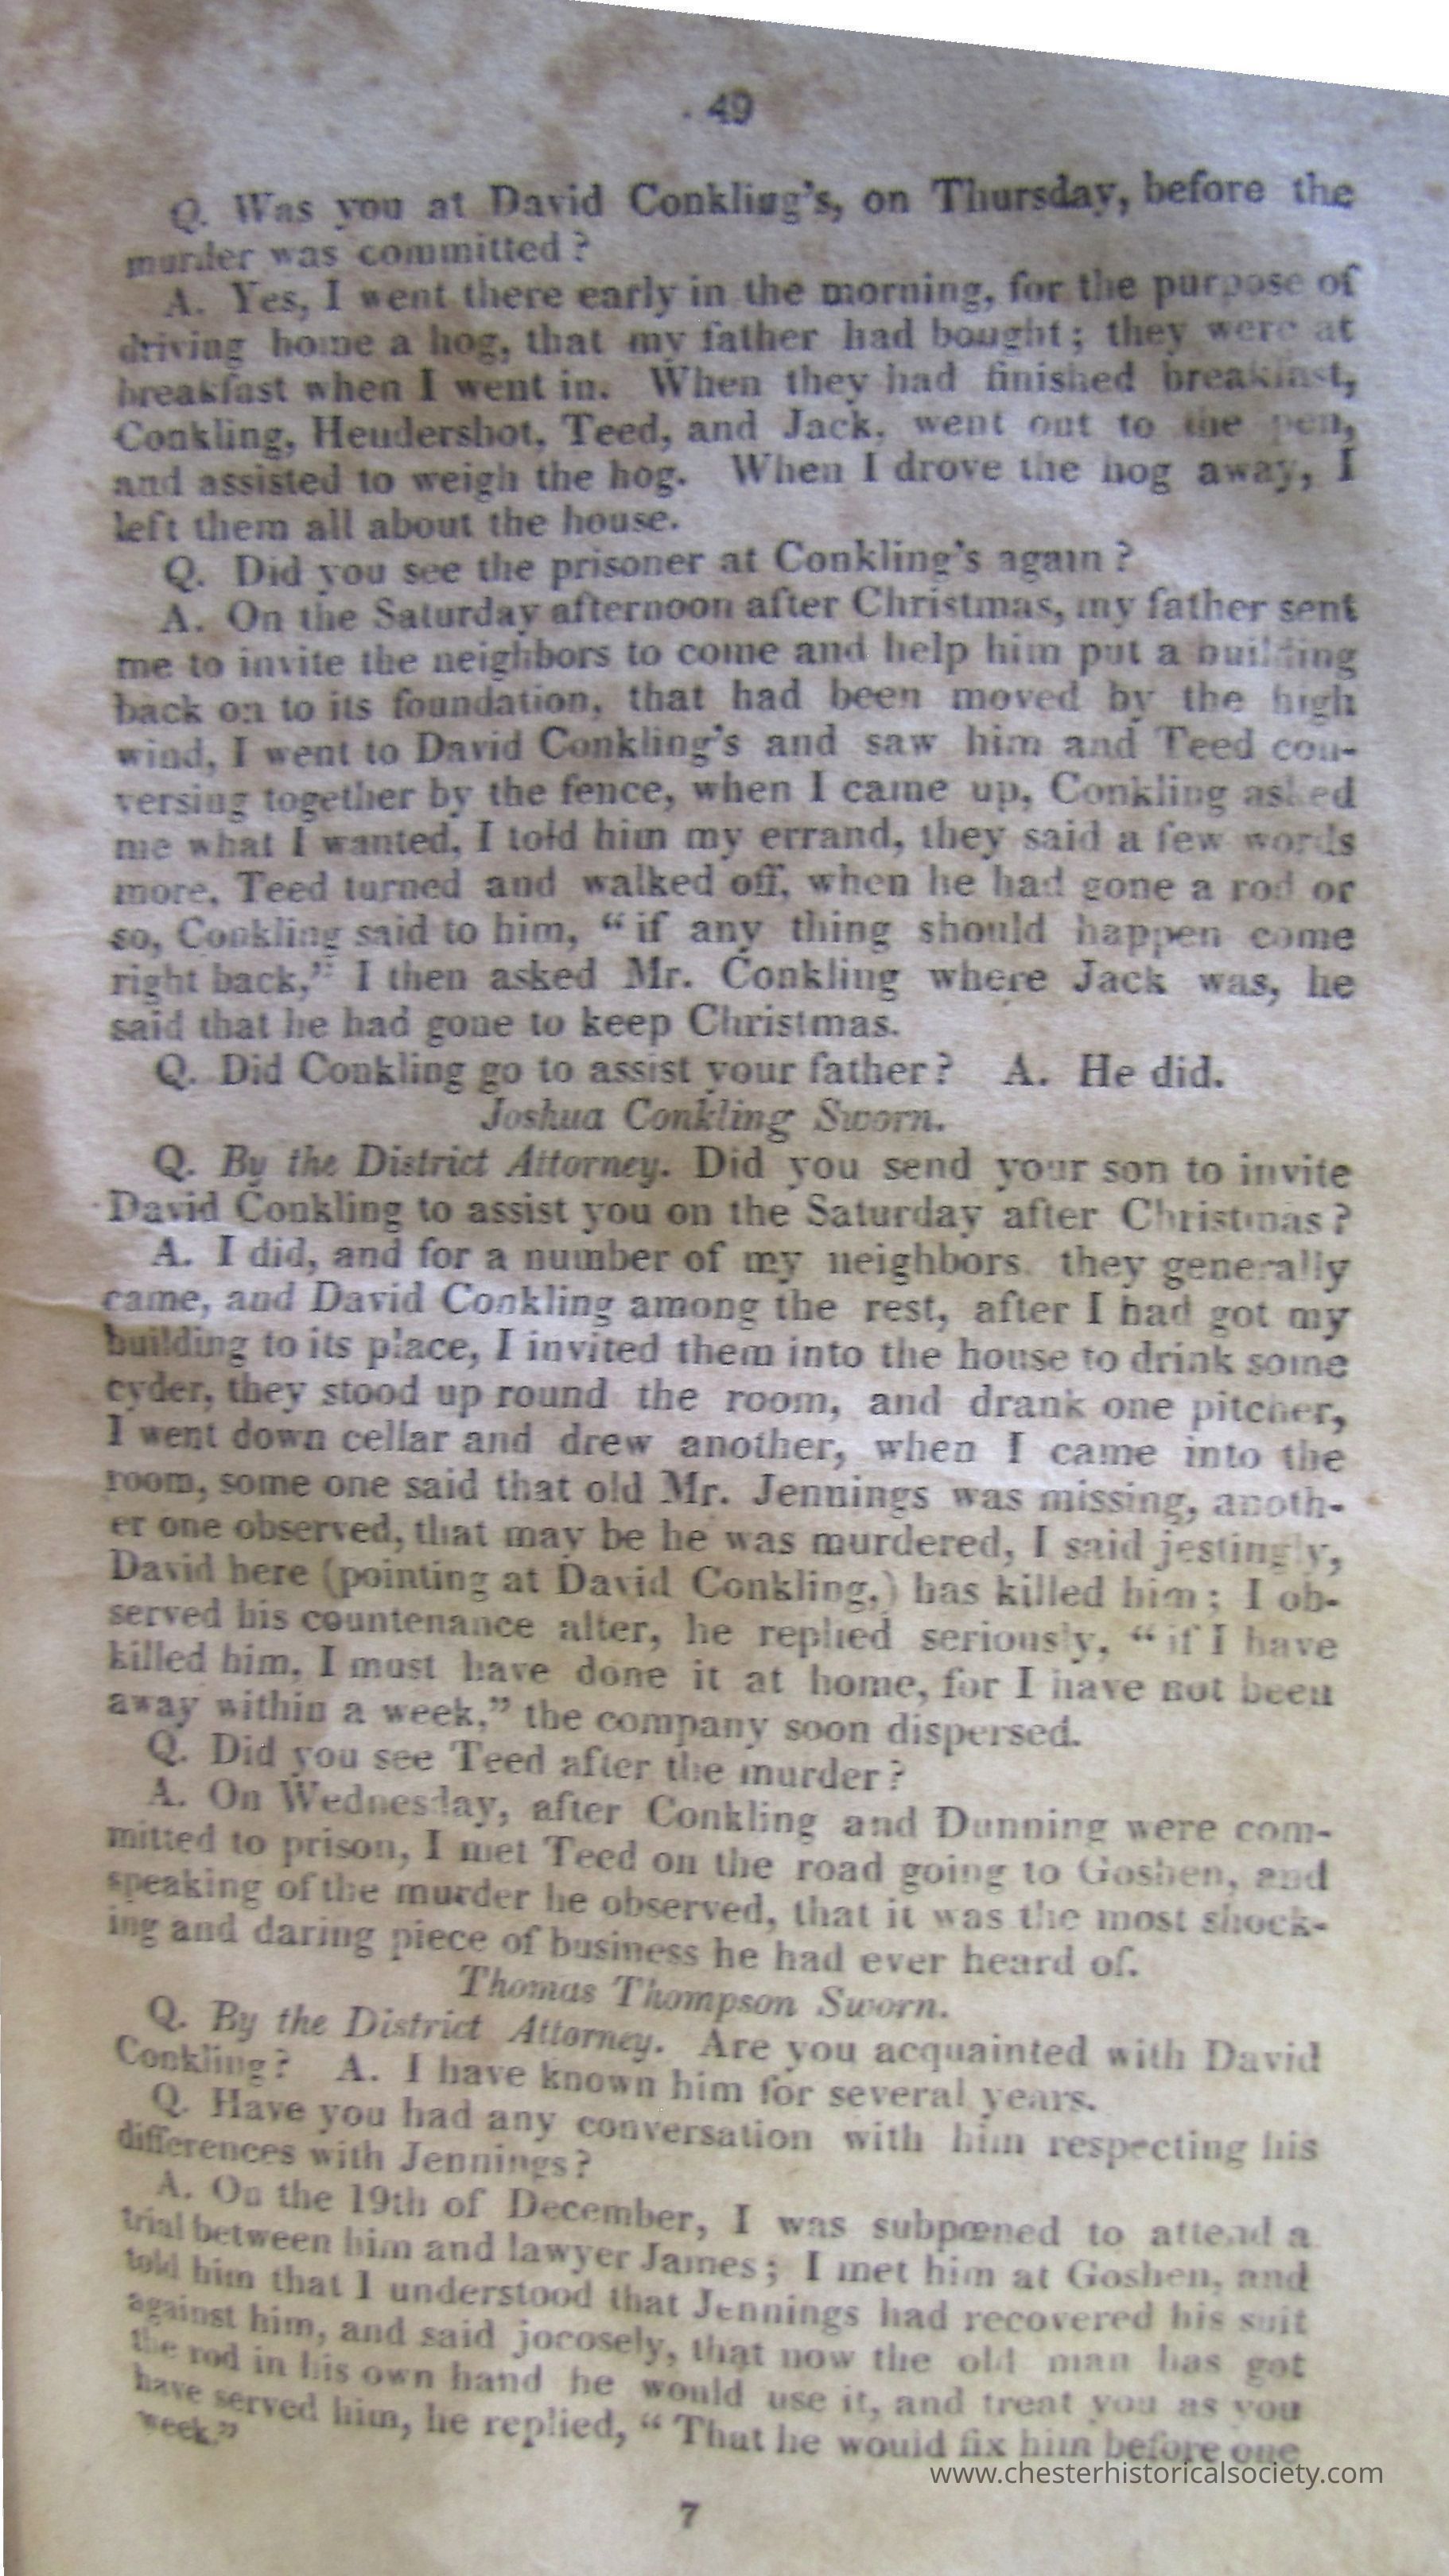 49
Q. Was you at David Conkling's, on Thursday, before the
murder was committed?
A. Yes, I went there early in the morning, for the purpose of
driving home a hog, that my father had bought; they were at
breakfast when I went in. When they had finished breakfast,
Conkling, Hendershot, Teed, and Jack, went out to the pen,
and assisted to weigh the hog. When I drove the hog away, I
left them all about the house.
Q. Did you see the prisoner at Conkling's again?
A. On the Saturday afternoon after Christmas, my father sent
me to invite the neighbors to come and help him put a building
back on to its foundation, that had been moved by the high
wind, I went to David Conkling's and saw him and Teed con-
versing together by the fence, when I came up, Conkling asked
me what I wanted, I told him my errand, they said a few words
more, Teed turned and walked off, when he had gone a rod or
so, Conkling said to him, "if any thing should happen come
right back," I then asked Mr. Conkling where Jack was, he
said that he had gone to keep Christmas.
Q. Did Conkling go to assist your father? A. He did.
Joshua Conkling Sworn.
Q. By the District Attorney. Did you send your son to invite
David Conkling to assist you on the Saturday after Christmas?
A. I did, and for a number of my neighbors they generally
came, and David Conkling among the rest, after I had got my
building to its place, I invited them into the house to drink some
cyder, they stood up round the room, and drank one pitcher,
I went down cellar and drew another, when I came into the
room, some one said that old Mr. Jennings was missing, anoth-
er one observed, that may be he was murdered, I said jestingly,
David here (pointing at David Conkling,) has killed him; I ob-
served his countenance alter, he replied seriously, "if I have
killed him, I must have done it at home, for I have not been
away within a week," the company soon dispersed.
Q. Did you see Teed after the murder?
A. On Wednesday, after Conkling and Dunning were com-
mitted to prison, I met Teed on the road going to Goshen, and
speaking of the murder he observed, that it was the most shock-
ing and daring piece of business he had ever heard of.
Thomas Thompson Sworn.
Q. By the District Attorney. Are you acquainted with David
Conkling? A. I have known him for several years.
Q. Have you had any conversation with him respecting his
differences with Jennings?
A. On the 19th of December, I was subpœned to attend a
trial between him and lawyer James; I met him at Goshen, and
told him that I understood that Jennings had recovered his suit
against him, and said jocosely, that now the old man has got
the rod in his own hand he would use it, and treat you as you
have served him, he replied, "That he would fix him before one
week."
www.chesterhistoricalsociety.com
7